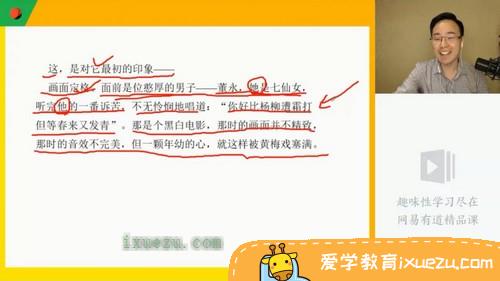 这，是对它最初的印象——
画面定格，面前是位憨厚的男子——董永，她是七仙女，
听完他的一番诉苦，不无怜悯地唱道：“你好比杨柳遭霜打
但等春来又发青”。那是个黑白电影，那时的画面并不精致，
那时的音效不完美，但一颗年幼的心，就这样被黄梅戏塞满。
ixuezu.com
趣味性学习尽在
网易有道精品课
爱学教育ixuezu.com